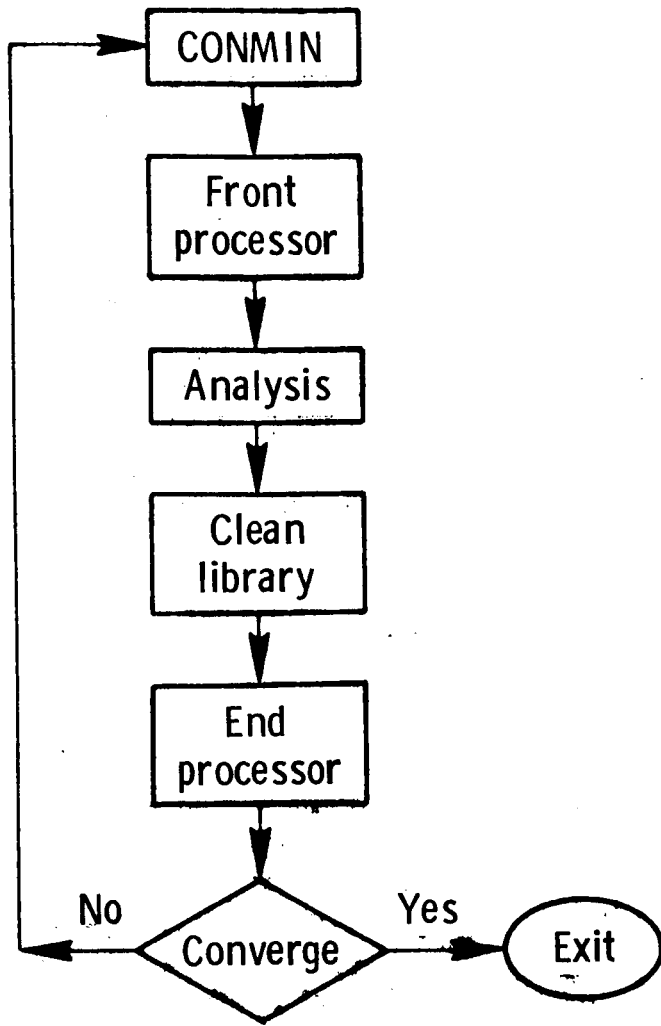 CONMIN
Front
processor
Analysis
Clean
library
End
processor
No
Converge
Yes
Exit